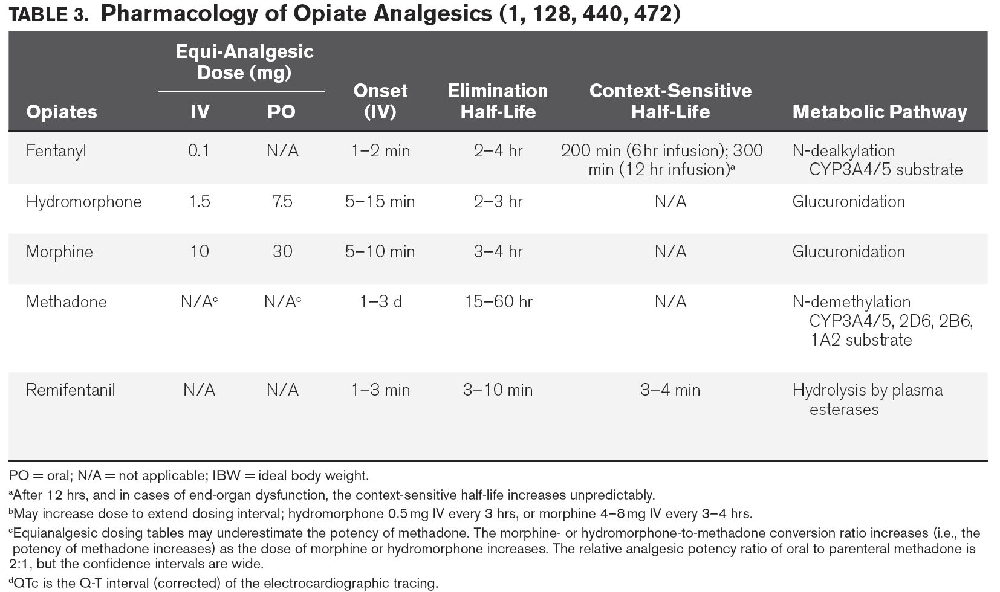 TABLE 3. Pharmacology of Opiate Analgesics (1, 128, 440, 472)
Equi-Analgesic
Dose (mg)
Onset Elimination Context-Sensitive
Opiates IV PO (IV) Half-Life Half-Life Metabolic Pathway
Fentanyl 0.1 N/A 1–2 min 2–4 hr 200 min (6 hr infusion); 300 N-dealkylation
min (12 hr infusion)ᵃ CYP3A4/5 substrate
Hydromorphone 1.5 7.5 5–15 min 2–3 hr N/A Glucuronidation
Morphine 10 30 5–10 min 3–4 hr N/A Glucuronidation
Methadone N/Aᶜ N/Aᶜ 1–3 d 15–60 hr N/A N-demethylation
CYP3A4/5, 2D6, 2B6,
1A2 substrate
Remifentanil N/A N/A 1–3 min 3–10 min 3–4 min Hydrolysis by plasma
esterases
PO = oral; N/A = not applicable; IBW = ideal body weight.
ᵃAfter 12 hrs, and in cases of end-organ dysfunction, the context-sensitive half-life increases unpredictably.
ᵇMay increase dose to extend dosing interval; hydromorphone 0.5 mg IV every 3 hrs, or morphine 4–8 mg IV every 3–4 hrs.
ᶜEquianalgesic dosing tables may underestimate the potency of methadone. The morphine- or hydromorphone-to-methadone conversion ratio increases (i.e., the
potency of methadone increases) as the dose of morphine or hydromorphone increases. The relative analgesic potency ratio of oral to parenteral methadone is
2:1, but the confidence intervals are wide.
ᵈQTc is the Q-T interval (corrected) of the electrocardiographic tracing.